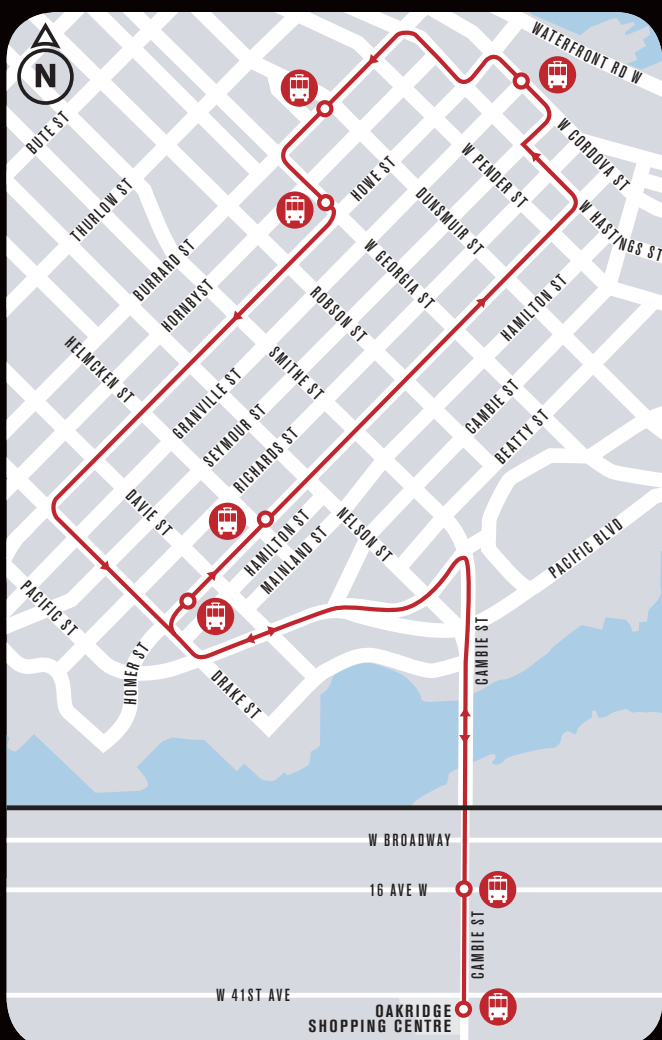 N
WATERFRONT RD W
BUTE ST
W CORDOVA ST
W PENDER ST
THURLOW ST
HOWE ST
DUNSMUIR ST
W HASTINGS ST
BURRARD ST
W GEORGIA ST
HORNBY ST
ROBSON ST
HAMILTON ST
HELMCKEN ST
SMITHE ST
GRANVILLE ST
CAMBIE ST
SEYMOUR ST
BEATTY ST
RICHARDS ST
DAVIE ST
NELSON ST
HAMILTON ST
MAINLAND ST
PACIFIC BLVD
PACIFIC ST
HOMER ST
CAMBIE ST
DRAKE ST
W BROADWAY
16 AVE W
CAMBIE ST
W 41ST AVE
OAKRIDGE
SHOPPING CENTRE